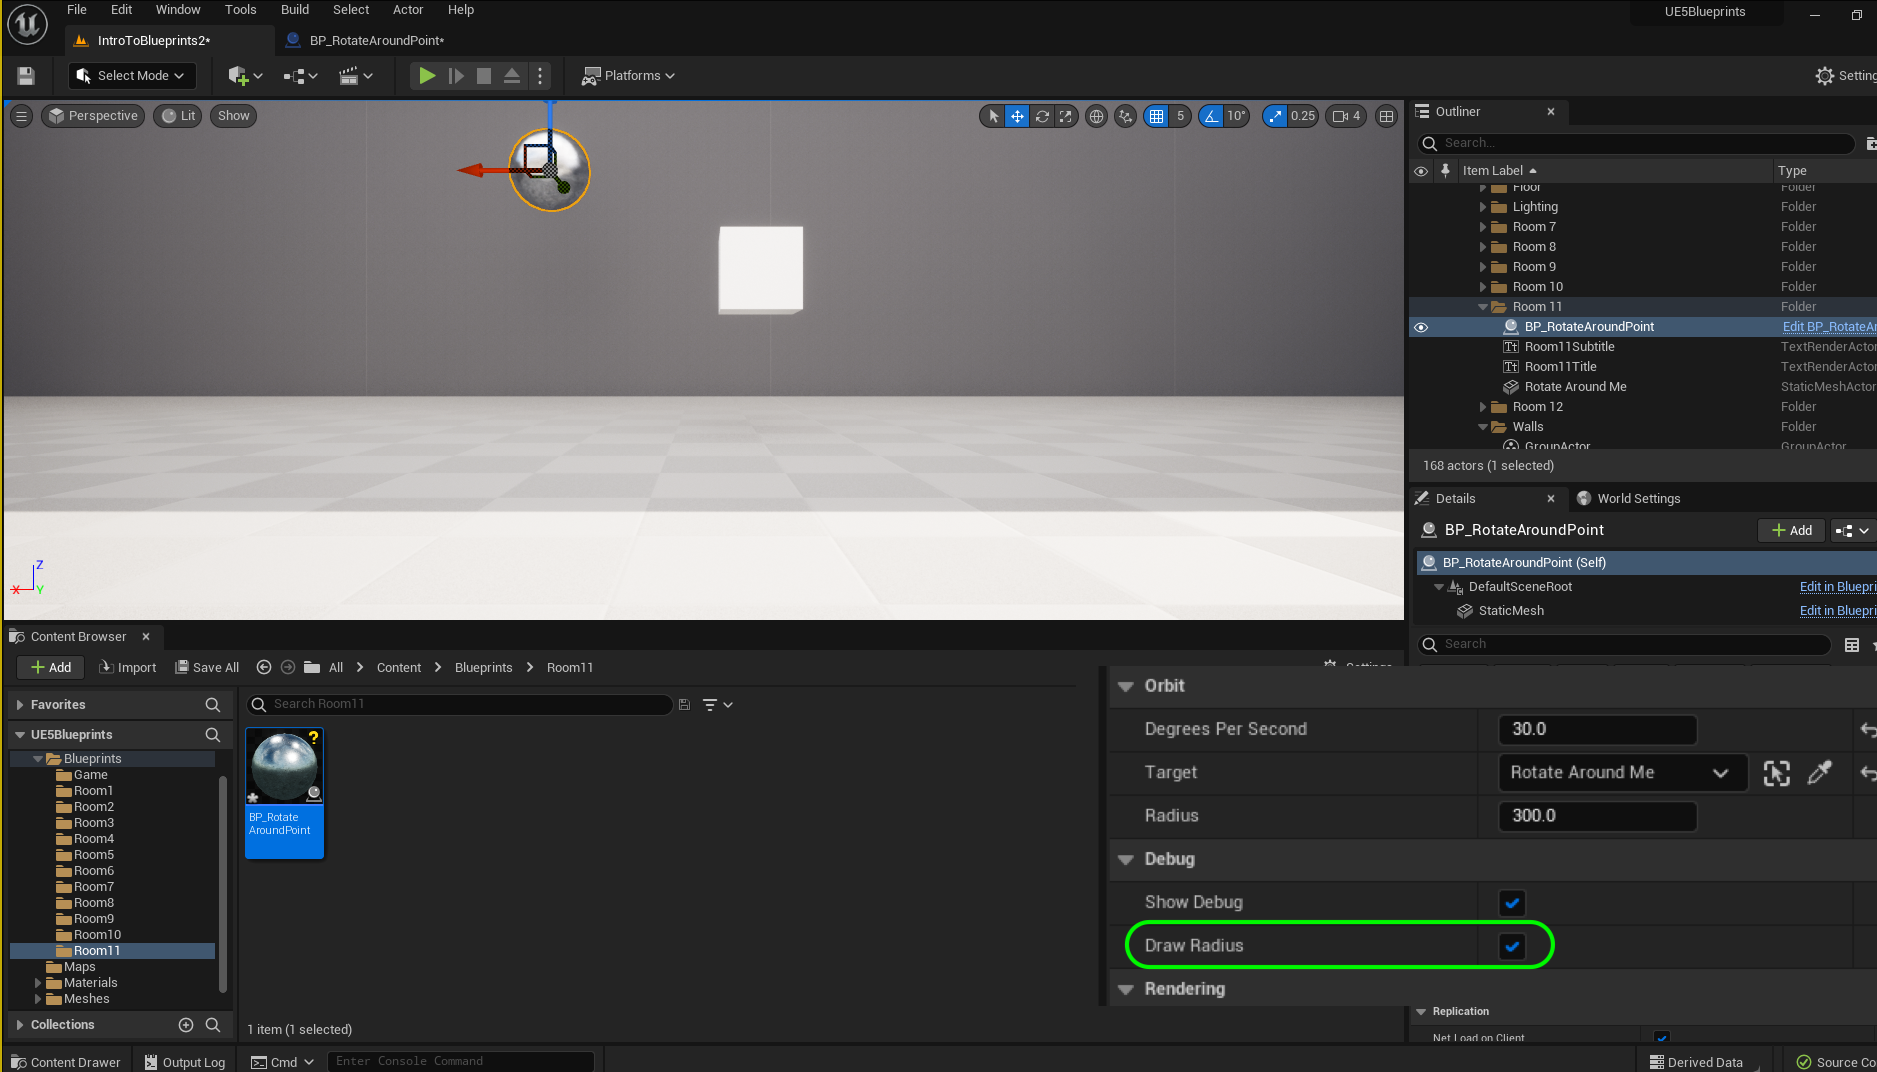 File Edit Window Tools Build Select Actor Help
UE5Blueprints
IntroToBlueprints2*
BP_RotateAroundPoint*
Select Mode
Platforms
Setting
Perspective
Lit
Show
5
10°
0.25
4
Z
X
Y
Outliner
Search...
Item Label
Type
Floor Folder
Lighting Folder
Room 7 Folder
Room 8 Folder
Room 9 Folder
Room 10 Folder
Room 11 Folder
BP_RotateAroundPoint Edit BP_RotateAr
Room11Subtitle TextRenderActor
Room11Title TextRenderActor
Rotate Around Me StaticMeshActor
Room 12 Folder
Walls Folder
GroupActor GroupActor
168 actors (1 selected)
Details
World Settings
BP_RotateAroundPoint
Add
BP_RotateAroundPoint (Self)
DefaultSceneRoot Edit in Bluepri
StaticMesh Edit in Bluepri
Search
Content Browser
Add
Import
Save All
All
Content
Blueprints
Room11
Settings
Favorites
UE5Blueprints
Blueprints
Game
Room1
Room2
Room3
Room4
Room5
Room6
Room7
Room8
Room9
Room10
Room11
Maps
Materials
Meshes
Collections
Search Room11
?
BP_Rotate
AroundPoint
1 item (1 selected)
Orbit
Degrees Per Second 30.0
Target Rotate Around Me
Radius 300.0
Debug
Show Debug
Draw Radius
Rendering
Replication
Net Load on Client
Content Drawer
Output Log
Cmd
Enter Console Command
Derived Data
Source Co